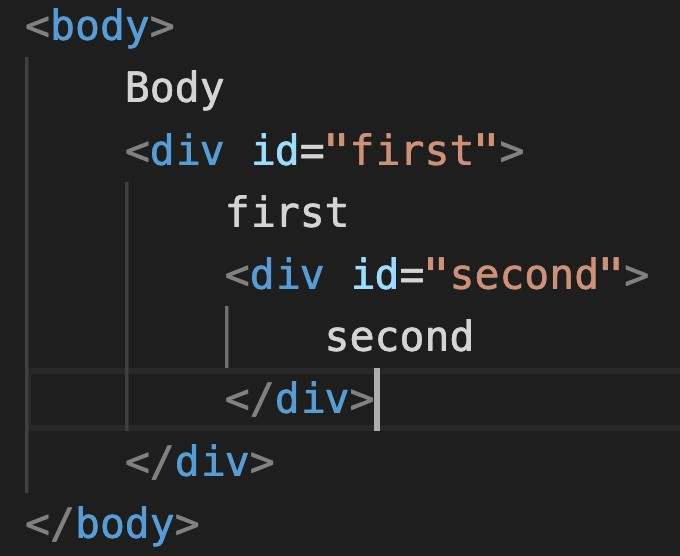 <body>
    Body
    <div id="first">
        first
        <div id="second">
            second
        </div>
    </div>
</body>